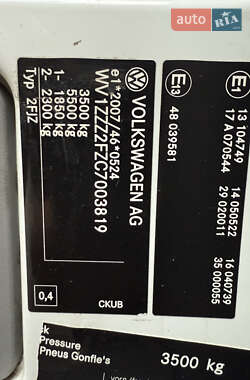 AUTO RIA
VOLKSWAGEN AG
e1*2007/46*0524
WV1ZZZ2FZC7003819
3500 kg
5500 kg
1- 1850 kg
2- 2300 kg
Typ 2FJZ
0,4
CKUB
E13
48 039581
E1
13 14749
17 A 070544
14 050522
29 020011
16 040739
35 000055
Pressure
Pneus Gonfle's
3500 kg